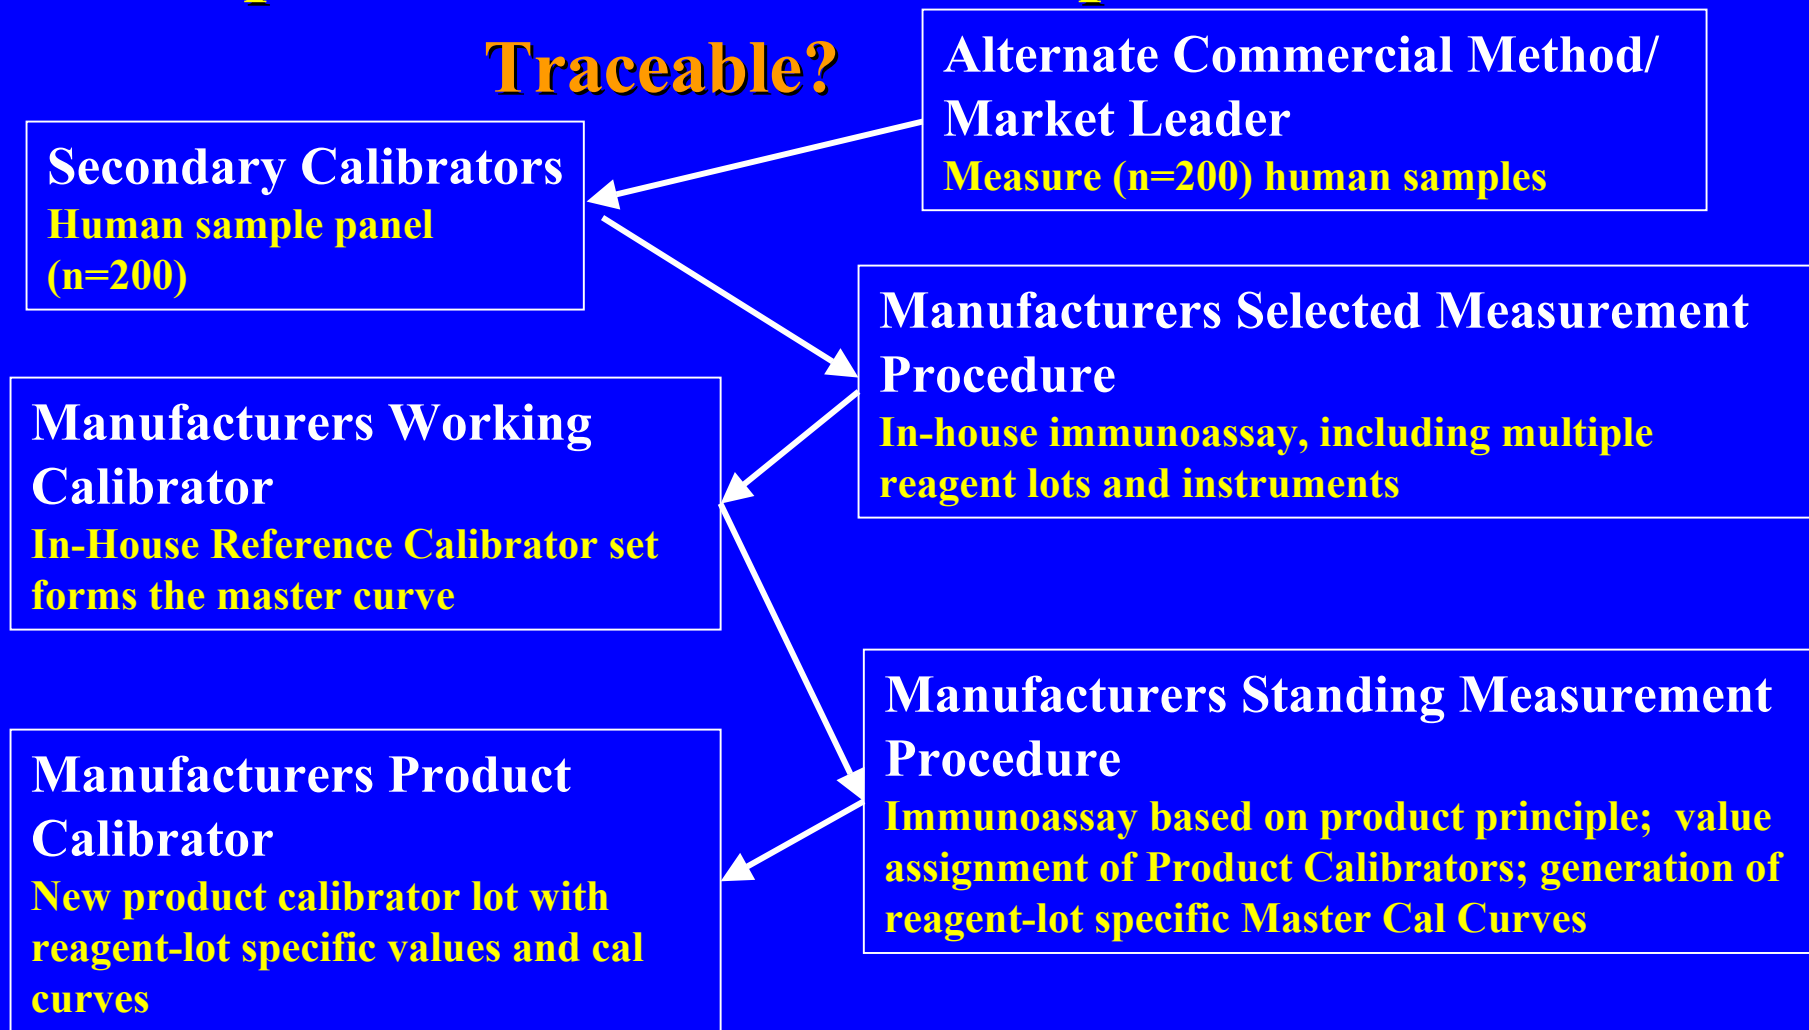 Traceable?
Alternate Commercial Method/
Market Leader
Measure (n=200) human samples
Secondary Calibrators
Human sample panel
(n=200)
Manufacturers Selected Measurement
Procedure
In-house immunoassay, including multiple
reagent lots and instruments
Manufacturers Working
Calibrator
In-House Reference Calibrator set
forms the master curve
Manufacturers Standing Measurement
Procedure
Immunoassay based on product principle;  value
assignment of Product Calibrators; generation of
reagent-lot specific Master Cal Curves
Manufacturers Product
Calibrator
New product calibrator lot with
reagent-lot specific values and cal
curves